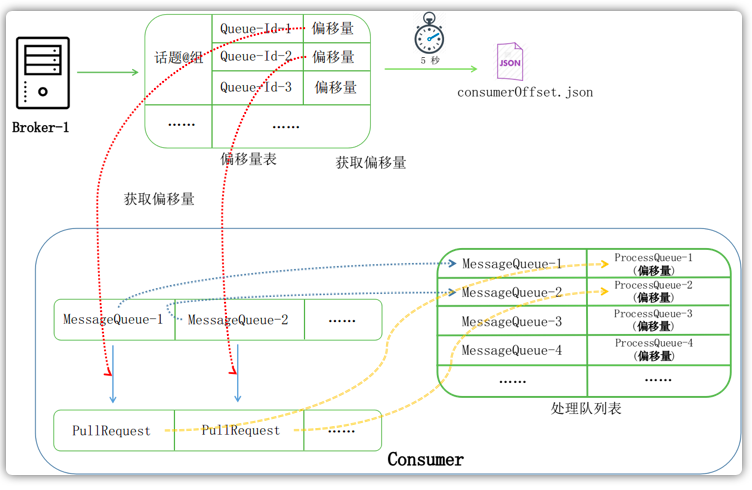 Queue-Id-1 偏移量
话题@组 Queue-Id-2 偏移量
Queue-Id-3 偏移量
…… ……
5 秒
JSON
consumerOffset.json
Broker-1
偏移量表
获取偏移量
获取偏移量
MessageQueue-1 ProcessQueue-1
(偏移量)
MessageQueue-2 ProcessQueue-2
(偏移量)
MessageQueue-3 ProcessQueue-3
(偏移量)
MessageQueue-4 ProcessQueue-4
(偏移量)
…… ……
处理队列表
MessageQueue-1 MessageQueue-2 ……
PullRequest PullRequest ……
Consumer